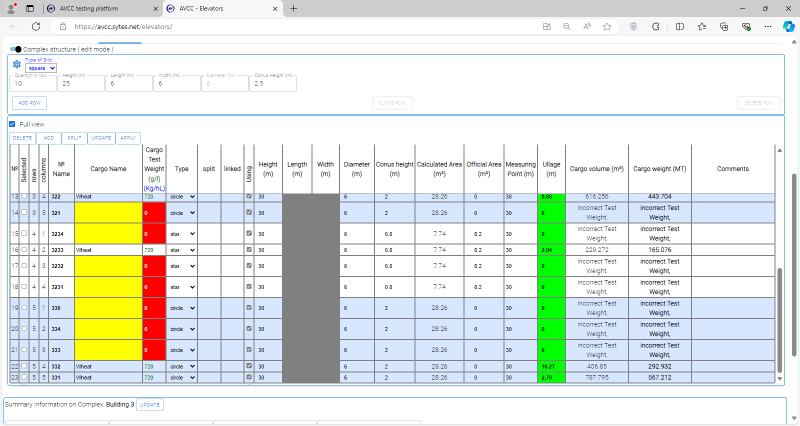 AVCC testing platform
AVCC - Elevators
https://avcc.sytes.net/elevators/
Complex structure ( edit mode )
Type of Silo
square
Quantyti in row
10
Height (m)
25
Length (m)
6
Width (m)
6
Diameter (m)
6
Conus Height (m)
2.5
ADD ROW
CLONE ROW
DELETE ROW
Full view
DELETE ADD SPLIT UPDATE APPLY
№ Selected rows columns № Name Cargo Name Cargo Test Weight (g/l) (Kg/hL) Type split linked Using Height (m) Length (m) Width (m) Diameter (m) Conus height (m) Calculated Area (m²) Official Area (m²) Measuring Point (m) Ullage (m) Cargo volume (m³) Cargo weight (MT) Comments
13 3 4 322 Wheat 720 circle 30 6 2 28.26 0 30 8.86 616.256 443.704
14 3 5 321 0 circle 30 6 2 28.26 0 30 0 Incorrect Test Weight, Incorrect Test Weight,
15 4 1 3234 0 star 30 6 0.8 7.74 8.2 30 0 Incorrect Test Weight, Incorrect Test Weight,
16 4 2 3233 Wheat 720 star 30 6 0.8 7.74 8.2 30 2.04 229.272 165.076
17 4 3 3232 0 star 30 6 0.8 7.74 8.2 30 0 Incorrect Test Weight, Incorrect Test Weight,
18 4 4 3231 0 star 30 6 0.8 7.74 8.2 30 0 Incorrect Test Weight, Incorrect Test Weight,
19 5 1 335 0 circle 30 6 2 28.26 0 30 0 Incorrect Test Weight, Incorrect Test Weight,
20 5 2 334 0 circle 30 6 2 28.26 0 30 0 Incorrect Test Weight, Incorrect Test Weight,
21 5 3 333 0 circle 30 6 2 28.26 0 30 0 Incorrect Test Weight, Incorrect Test Weight,
22 5 4 332 Wheat 720 circle 30 6 2 28.26 0 30 16.27 406.85 292.932
23 5 5 331 Wheat 720 circle 30 6 2 28.26 0 30 2.79 787.795 567.212
Summary information on Complex: Building 3 UPDATE